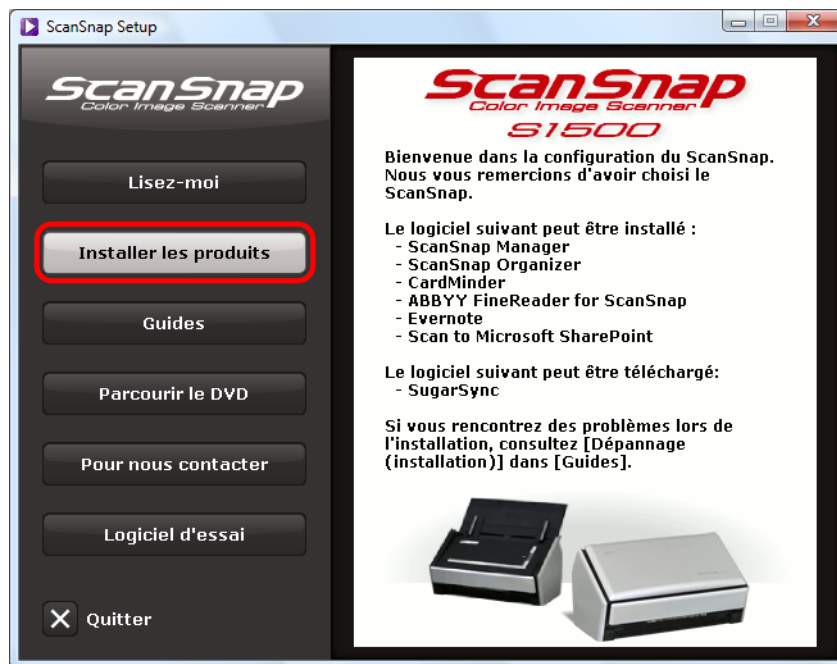 ScanSnap Setup
ScanSnap
Color Image Scanner
Lisez-moi
Installer les produits
Guides
Parcourir le DVD
Pour nous contacter
Logiciel d'essai
Quitter
ScanSnap
Color Image Scanner
S1500
Bienvenue dans la configuration du ScanSnap.
Nous vous remercions d'avoir choisi le
ScanSnap.
Le logiciel suivant peut être installé :
- ScanSnap Manager
- ScanSnap Organizer
- CardMinder
- ABBYY FineReader for ScanSnap
- Evernote
- Scan to Microsoft SharePoint
Le logiciel suivant peut être téléchargé:
- SugarSync
Si vous rencontrez des problèmes lors de
l'installation, consultez [Dépannage
(installation)] dans [Guides].